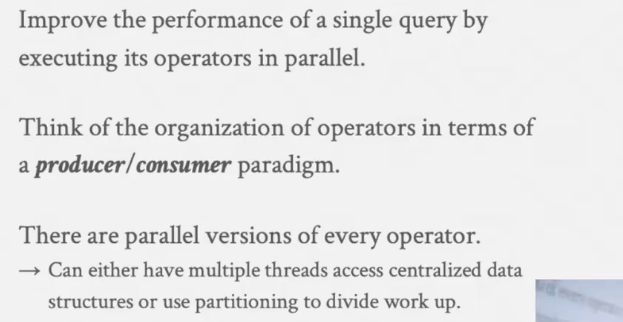 Improve the performance of a single query by
executing its operators in parallel.
Think of the organization of operators in terms of
a producer/consumer paradigm.
There are parallel versions of every operator.
→ Can either have multiple threads access centralized data
structures or use partitioning to divide work up.